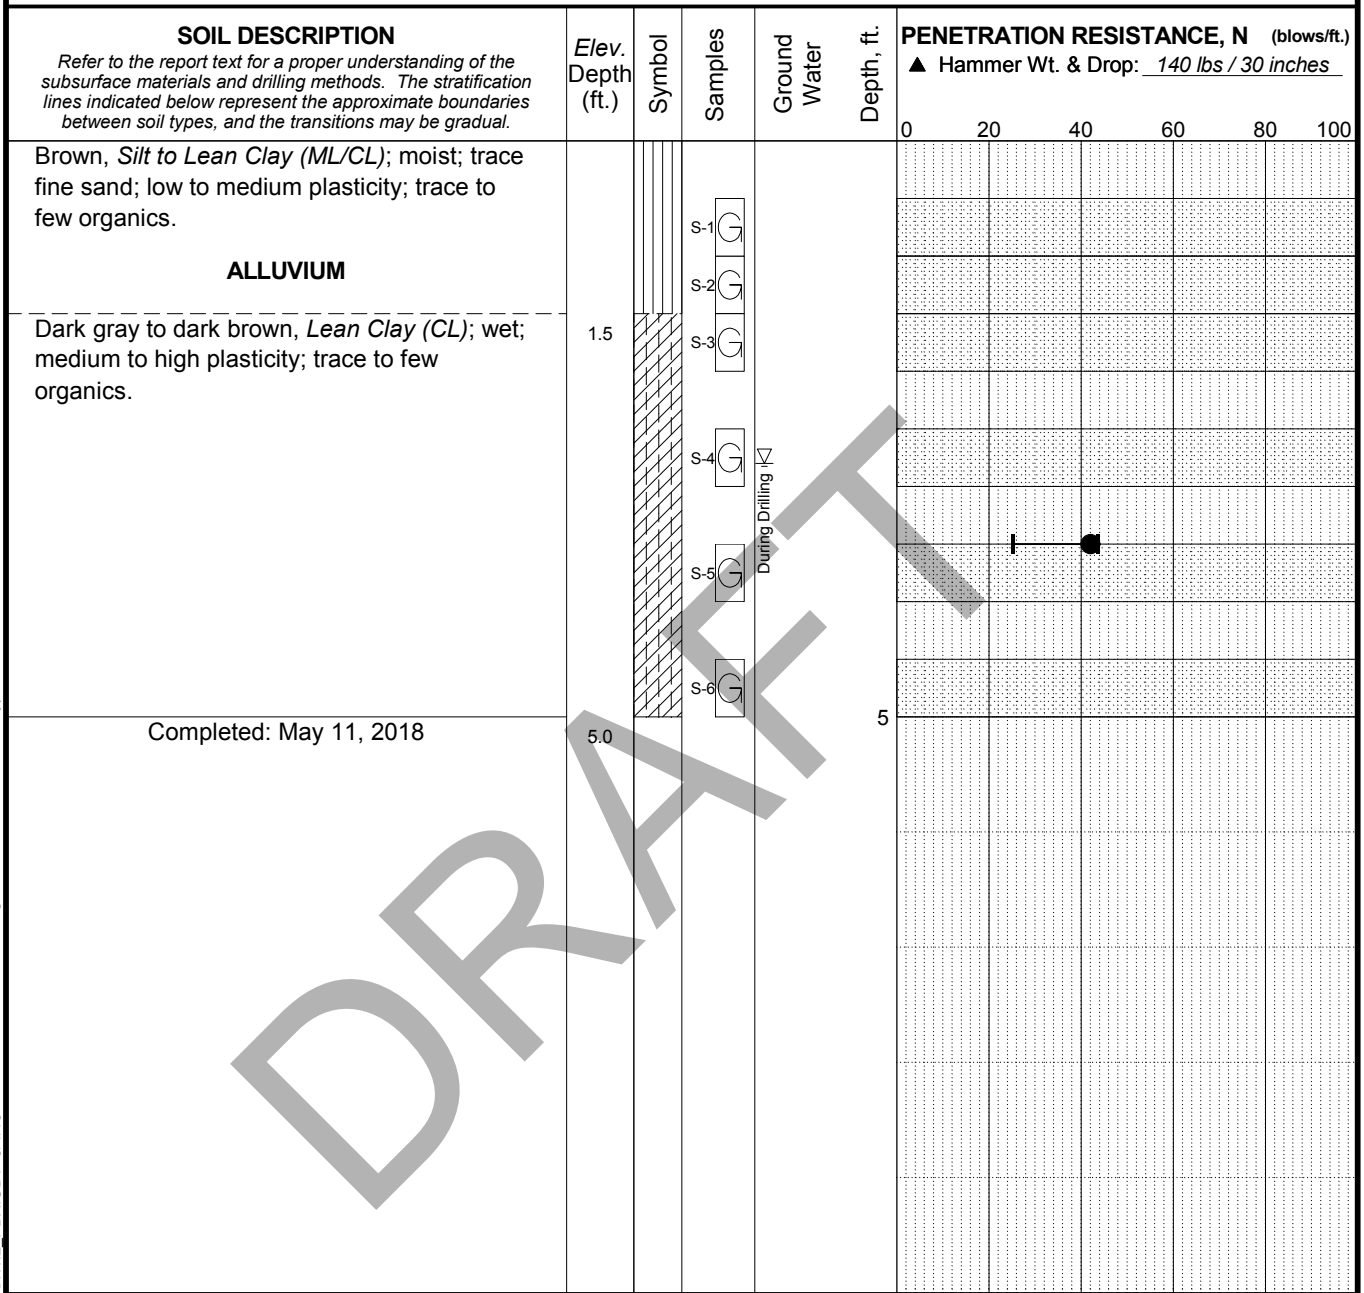 SOIL DESCRIPTION
Refer to the report text for a proper understanding of the
subsurface materials and drilling methods. The stratification
lines indicated below represent the approximate boundaries
between soil types, and the transitions may be gradual.
Elev.
Depth
(ft.)
Symbol
Samples
Ground
Water
Depth, ft.
PENETRATION RESISTANCE, N (blows/ft.)
▲ Hammer Wt. & Drop: 140 lbs / 30 inches
0 20 40 60 80 100
Brown, Silt to Lean Clay (ML/CL); moist; trace
fine sand; low to medium plasticity; trace to
few organics.
ALLUVIUM
S-1 G
S-2 G
Dark gray to dark brown, Lean Clay (CL); wet;
medium to high plasticity; trace to few
organics.
1.5
S-3 G
S-4 G
During Drilling
S-5 G
S-6 G
5
Completed: May 11, 2018
5.0
DRAFT